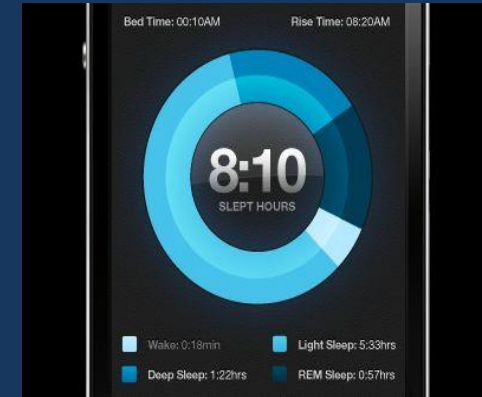 Bed Time: 00:10AM Rise Time: 08:20AM
8:10
SLEPT HOURS
Wake: 0:18min Light Sleep: 5:33hrs
Deep Sleep: 1:22hrs REM Sleep: 0:57hrs